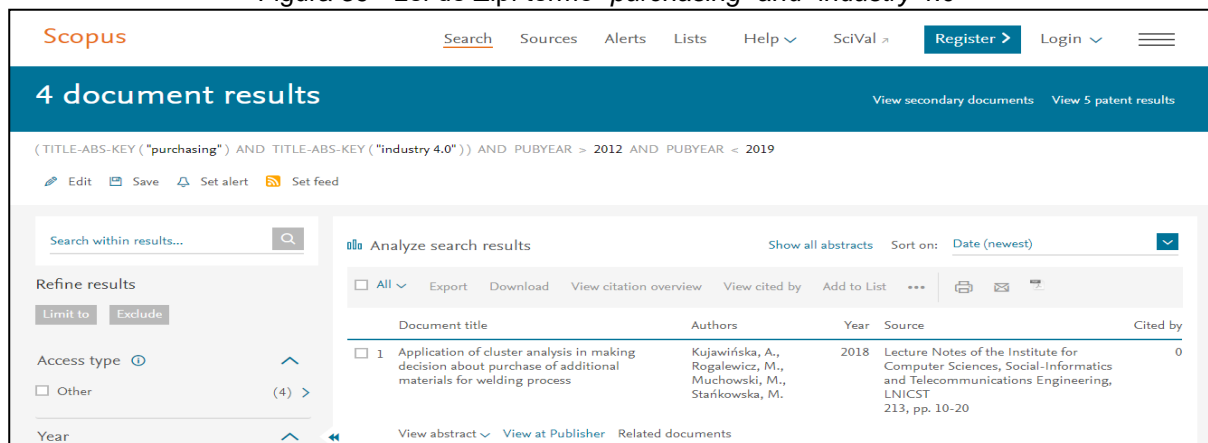 Scopus
Search Sources Alerts Lists Help SciVal Register > Login
4 document results
View secondary documents View 5 patent results
( TITLE-ABS-KEY ( "purchasing" ) AND TITLE-ABS-KEY ( "industry 4.0" ) ) AND PUBYEAR > 2012 AND PUBYEAR < 2019
Edit Save Set alert Set feed
Search within results...
Analyze search results
Show all abstracts Sort on: Date (newest)
Refine results
All Export Download View citation overview View cited by Add to List •••
Limit to Exclude
Document title Authors Year Source Cited by
Access type
Other (4) >
Year
1 Application of cluster analysis in making
decision about purchase of additional
materials for welding process
Kujawińska, A.,
Rogalewicz, M.,
Muchowski, M.,
Stańkowska, M.
2018
Lecture Notes of the Institute for
Computer Sciences, Social-Informatics
and Telecommunications Engineering,
LNICST
213, pp. 10-20
0
View abstract View at Publisher Related documents